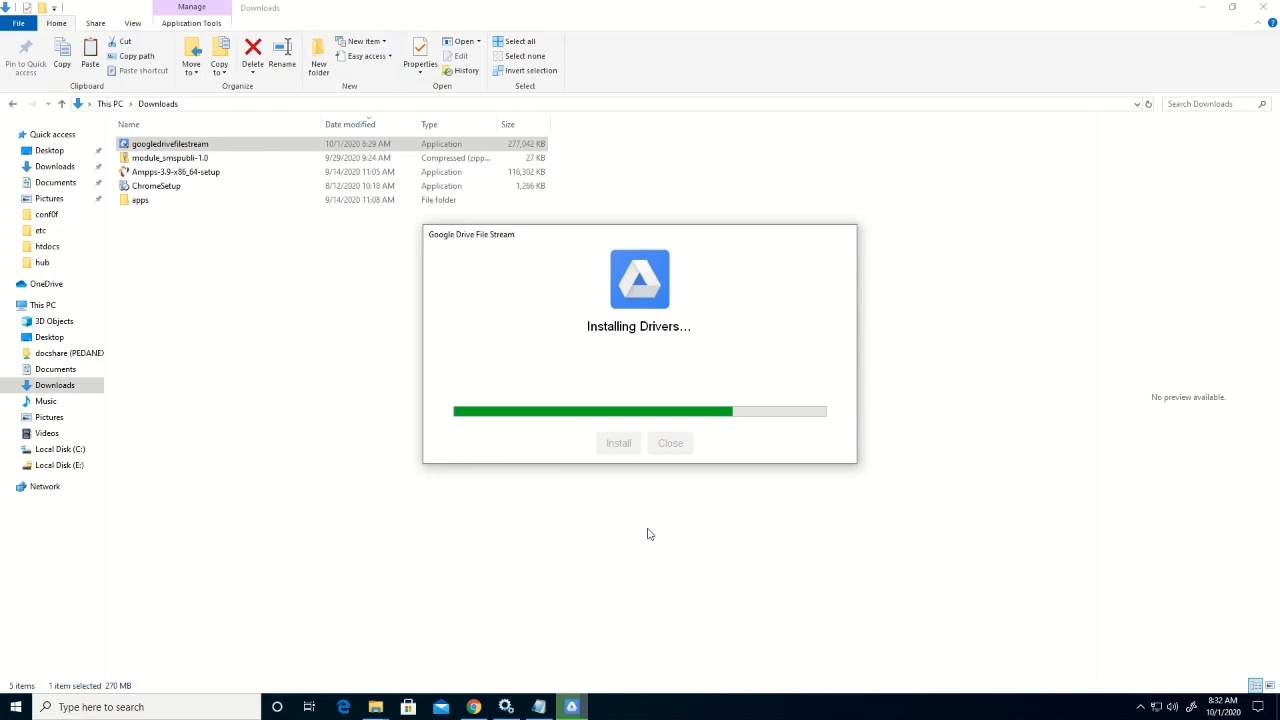 Manage
Downloads
File
Home
Share
View
Application Tools
Pin to Quick access
Copy
Paste
Cut
Copy path
Paste shortcut
Clipboard
Move to
Copy to
Delete
Rename
Organize
New folder
New item
Easy access
New
Properties
Open
Edit
History
Open
Select all
Select none
Invert selection
Select
This PC > Downloads
Search Downloads
Name
Date modified
Type
Size
googledrivefilestream 10/1/2020 8:29 AM Application 277,042 KB
module_smspubli-1.0 9/29/2020 9:24 AM Compressed (zipp... 27 KB
Ampps-3.9-x86_64-setup 9/14/2020 11:05 AM Application 116,302 KB
ChromeSetup 8/12/2020 10:18 AM Application 1,266 KB
apps 9/14/2020 11:08 AM File folder
Quick access
Desktop
Downloads
Documents
Pictures
conf0f
etc
htdocs
hub
OneDrive
This PC
3D Objects
Desktop
docshare (PEDANEX
Documents
Downloads
Music
Pictures
Videos
Local Disk (C:)
Local Disk (E:)
Network
Google Drive File Stream
Installing Drivers...
Install
Close
No preview available.
5 items
1 item selected 270 MB
Type here to search
8:32 AM
10/1/2020